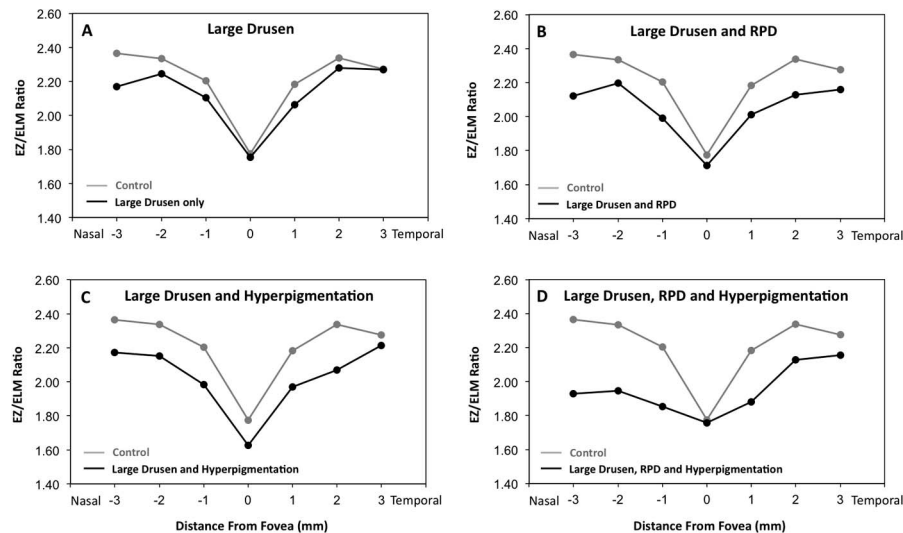 A
Large Drusen
EZ/ELM Ratio
2.60
2.40
2.20
2.00
1.80
1.60
1.40
Control
Large Drusen only
Nasal -3 -2 -1 0 1 2 3 Temporal
B
Large Drusen and RPD
EZ/ELM Ratio
2.60
2.40
2.20
2.00
1.80
1.60
1.40
Control
Large Drusen and RPD
Nasal -3 -2 -1 0 1 2 3 Temporal
C
Large Drusen and Hyperpigmentation
EZ/ELM Ratio
2.60
2.40
2.20
2.00
1.80
1.60
1.40
Control
Large Drusen and Hyperpigmentation
Nasal -3 -2 -1 0 1 2 3 Temporal
Distance From Fovea (mm)
D
Large Drusen, RPD and Hyperpigmentation
EZ/ELM Ratio
2.60
2.40
2.20
2.00
1.80
1.60
1.40
Control
Large Drusen, RPD and Hyperpigmentation
Nasal -3 -2 -1 0 1 2 3 Temporal
Distance From Fovea (mm)